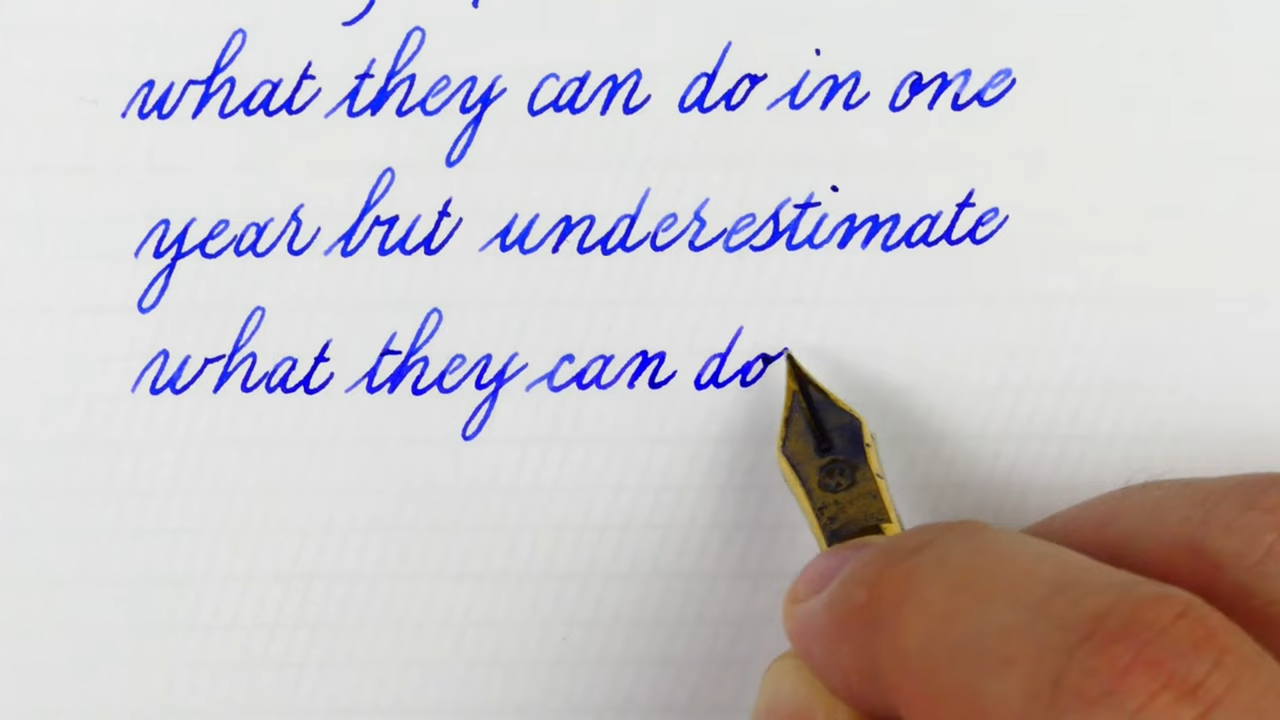 what they can do in one
year but underestimate
what they can do